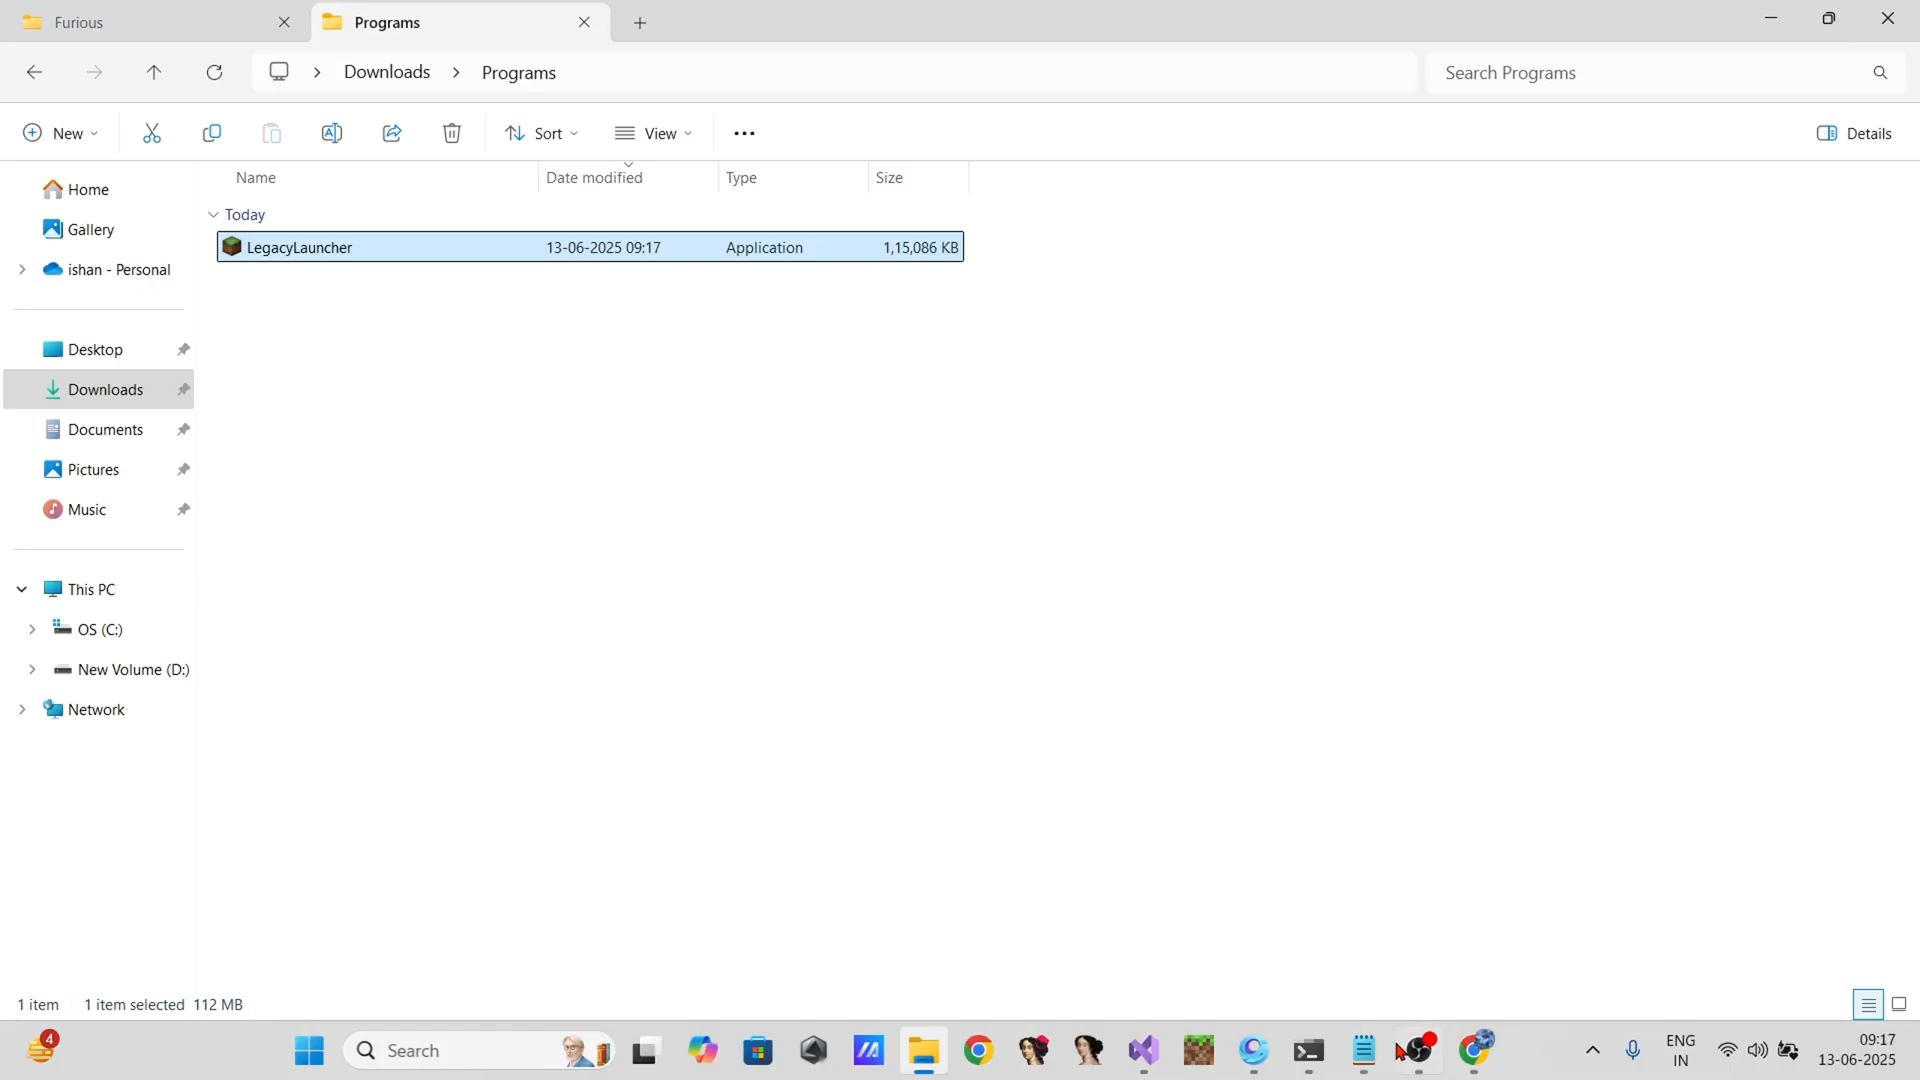 Furious
Programs
Downloads
Programs
Search Programs
New
Sort
View
Details
Name
Date modified
Type
Size
Today
LegacyLauncher
13-06-2025 09:17
Application
1,15,086 KB
Home
Gallery
ishan - Personal
Desktop
Downloads
Documents
Pictures
Music
This PC
OS (C:)
New Volume (D:)
Network
1 item
1 item selected 112 MB
4
Search
ENG
IN
09:17
13-06-2025